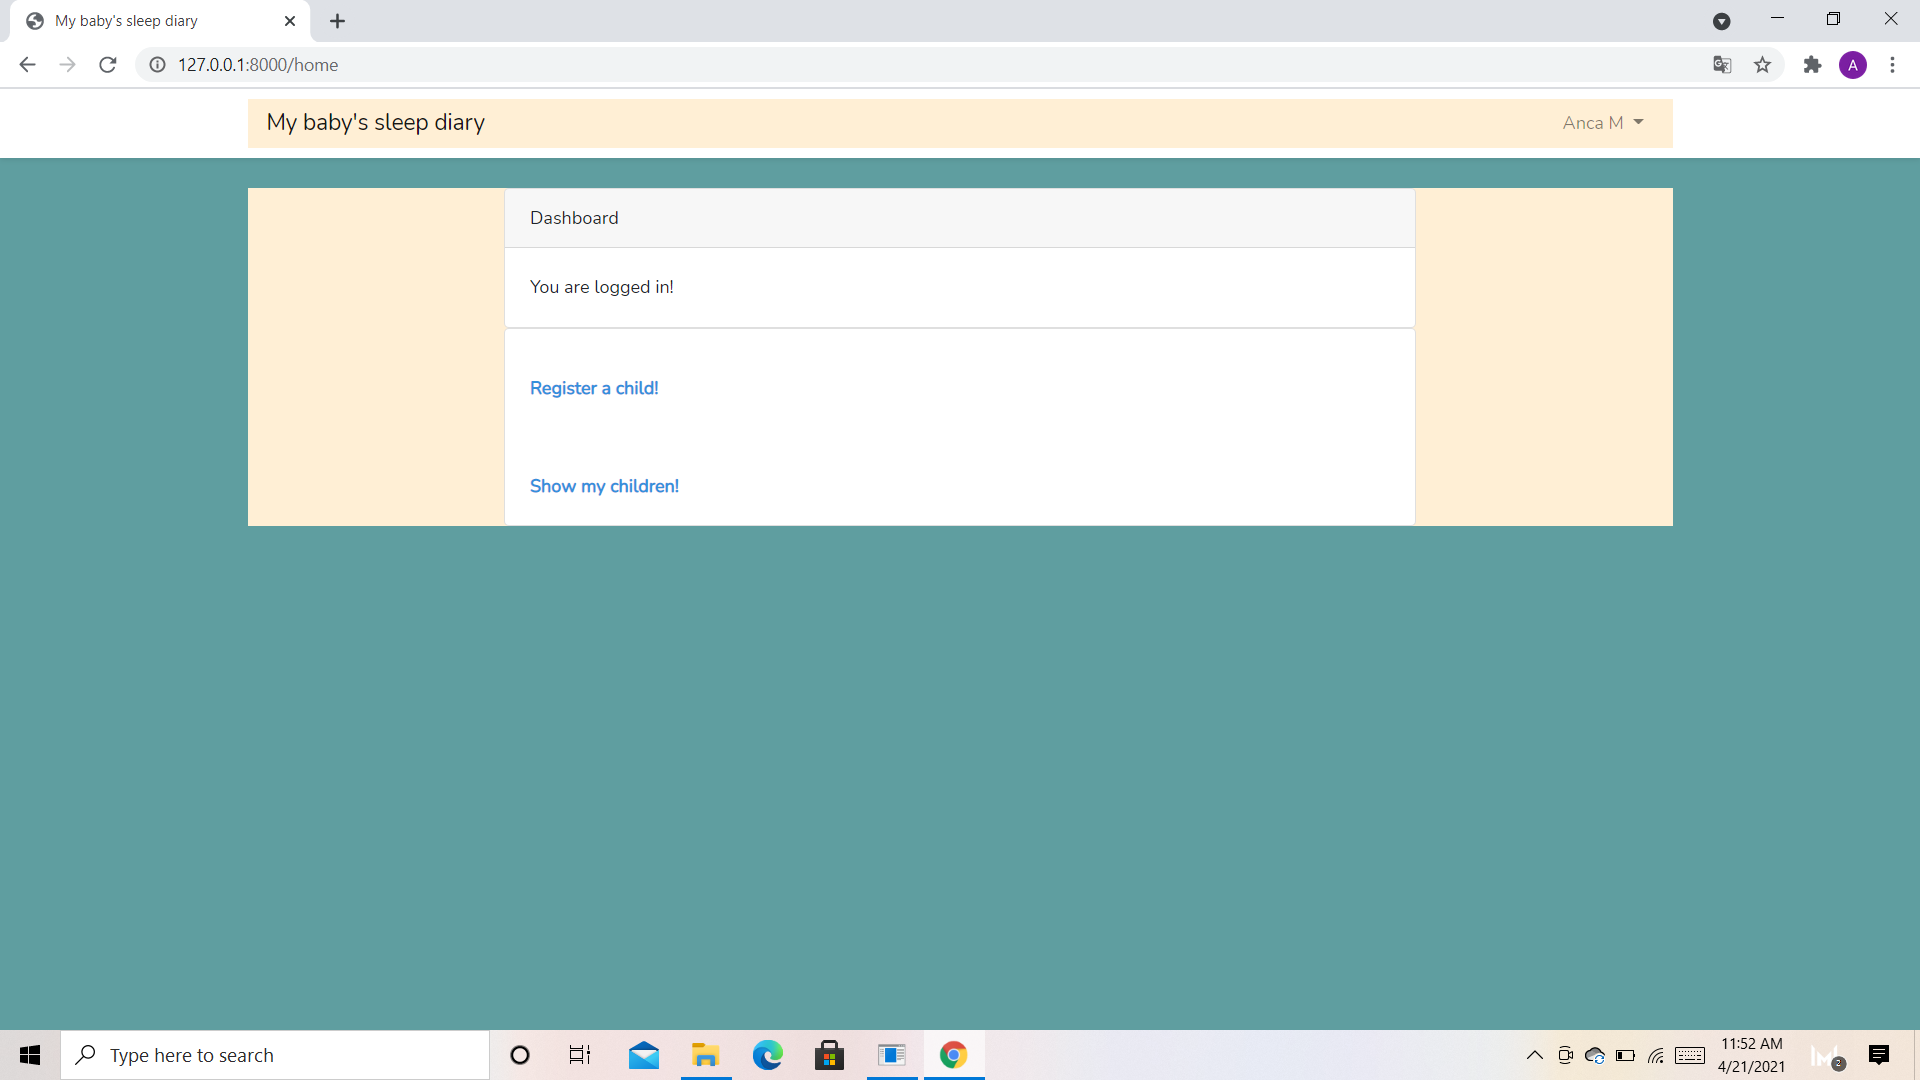 My baby's sleep diary
127.0.0.1:8000/home
A
My baby's sleep diary
Anca M
Dashboard
You are logged in!
Register a child!
Show my children!
Type here to search
11:52 AM
4/21/2021
2